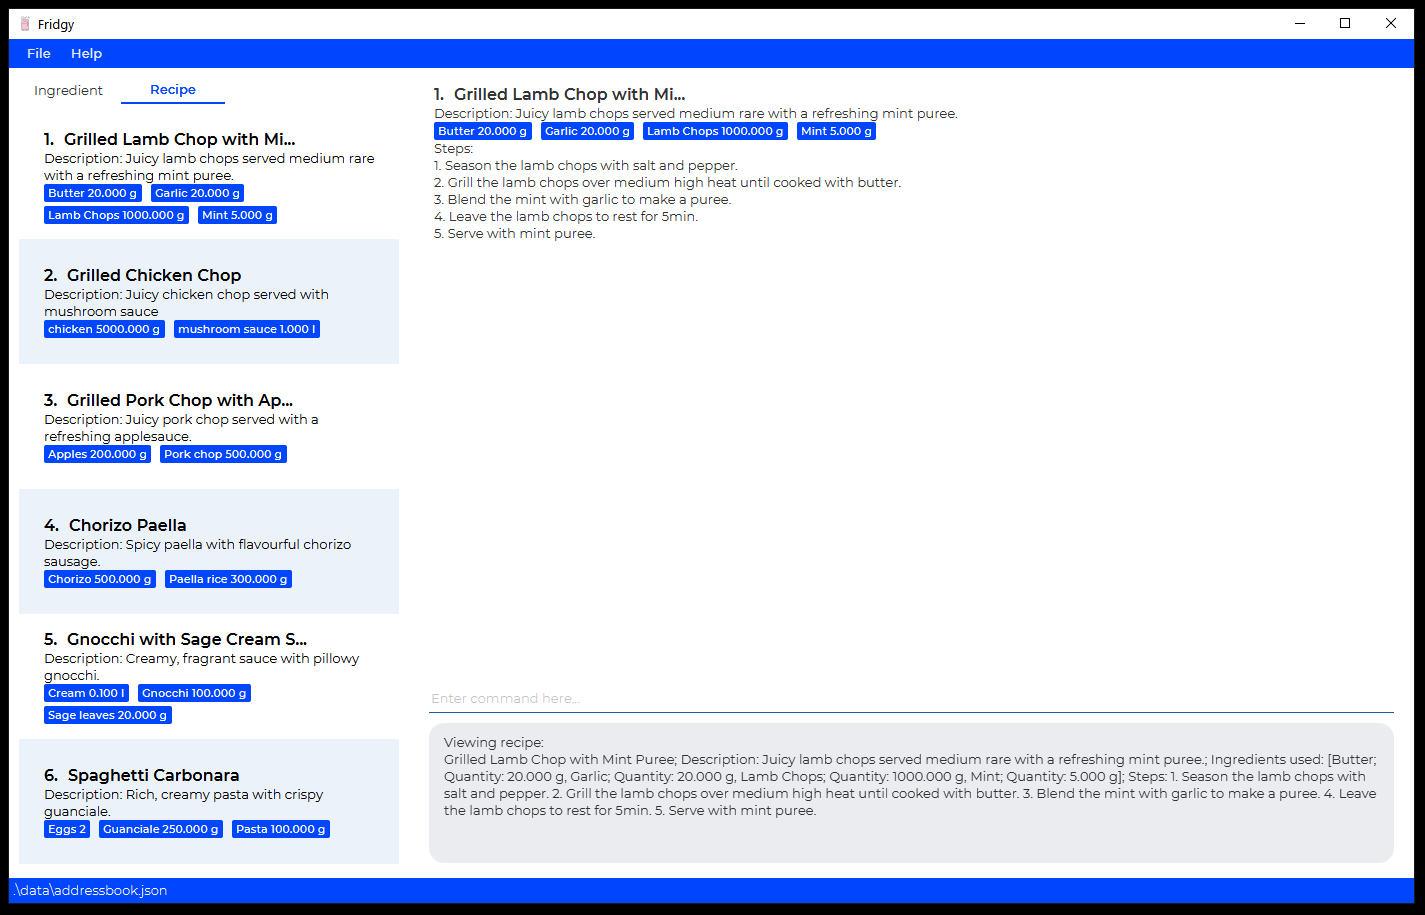 Fridgy
File Help
Ingredient Recipe
1. Grilled Lamb Chop with Mi...
Description: Juicy lamb chops served medium rare
with a refreshing mint puree.
Butter 20.000 g Garlic 20.000 g
Lamb Chops 1000.000 g Mint 5.000 g
2. Grilled Chicken Chop
Description: Juicy chicken chop served with
mushroom sauce
chicken 5000.000 g mushroom sauce 1.000 l
3. Grilled Pork Chop with Ap...
Description: Juicy pork chop served with a
refreshing applesauce.
Apples 200.000 g Pork chop 500.000 g
4. Chorizo Paella
Description: Spicy paella with flavourful chorizo
sausage.
Chorizo 500.000 g Paella rice 300.000 g
5. Gnocchi with Sage Cream S...
Description: Creamy, fragrant sauce with pillowy
gnocchi.
Cream 0.100 l Gnocchi 100.000 g
Sage leaves 20.000 g
6. Spaghetti Carbonara
Description: Rich, creamy pasta with crispy
guanciale.
Eggs 2 Guanciale 250.000 g Pasta 100.000 g
1. Grilled Lamb Chop with Mi...
Description: Juicy lamb chops served medium rare with a refreshing mint puree.
Butter 20.000 g Garlic 20.000 g Lamb Chops 1000.000 g Mint 5.000 g
Steps:
1. Season the lamb chops with salt and pepper.
2. Grill the lamb chops over medium high heat until cooked with butter.
3. Blend the mint with garlic to make a puree.
4. Leave the lamb chops to rest for 5min.
5. Serve with mint puree.
Enter command here...
Viewing recipe:
Grilled Lamb Chop with Mint Puree; Description: Juicy lamb chops served medium rare with a refreshing mint puree.; Ingredients used: [Butter;
Quantity: 20.000 g, Garlic; Quantity: 20.000 g, Lamb Chops; Quantity: 1000.000 g, Mint; Quantity: 5.000 g]; Steps: 1. Season the lamb chops with
salt and pepper. 2. Grill the lamb chops over medium high heat until cooked with butter. 3. Blend the mint with garlic to make a puree. 4. Leave
the lamb chops to rest for 5min. 5. Serve with mint puree.
.\data\addressbook.json